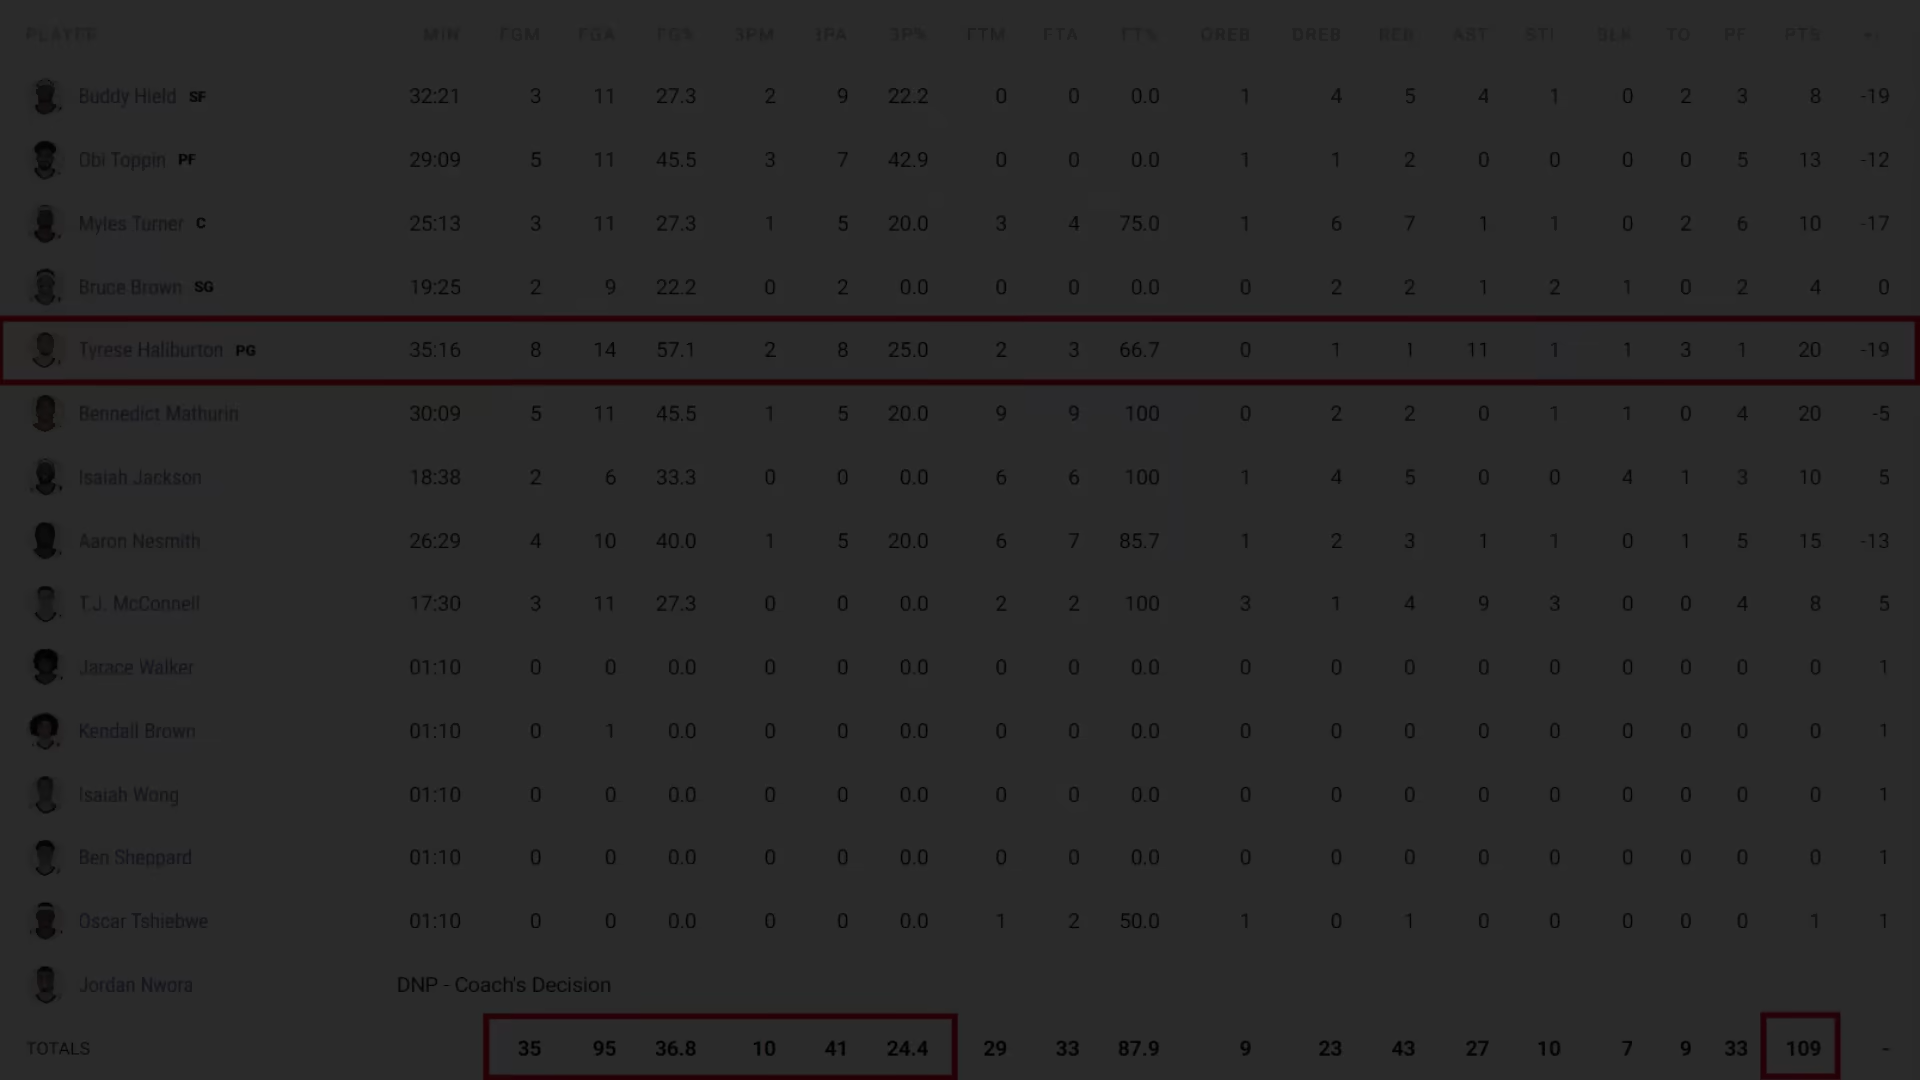 PLAYER MIN FGM FGA FG% 3PM 3PA 3P% FTM FTA FT% OREB DREB REB AST STL BLK TO PF PTS +/-
Buddy Hield SF 32:21 3 11 27.3 2 9 22.2 0 0 0.0 1 4 5 4 1 0 2 3 8 -19
Obi Toppin PF 29:09 5 11 45.5 3 7 42.9 0 0 0.0 1 1 2 0 0 0 0 5 13 -12
Myles Turner C 25:13 3 11 27.3 1 5 20.0 3 4 75.0 1 6 7 1 1 0 2 6 10 -17
Bruce Brown SG 19:25 2 9 22.2 0 2 0.0 0 0 0.0 0 2 2 1 2 1 0 2 4 0
Tyrese Haliburton PG 35:16 8 14 57.1 2 8 25.0 2 3 66.7 0 1 1 11 1 1 3 1 20 -19
Bennedict Mathurin 30:09 5 11 45.5 1 5 20.0 9 9 100 0 2 2 0 1 1 0 4 20 -5
Isaiah Jackson 18:38 2 6 33.3 0 0 0.0 6 6 100 1 4 5 0 0 4 1 3 10 5
Aaron Nesmith 26:29 4 10 40.0 1 5 20.0 6 7 85.7 1 2 3 1 1 0 1 5 15 -13
T.J. McConnell 17:30 3 11 27.3 0 0 0.0 2 2 100 3 1 4 9 3 0 0 4 8 5
Jarace Walker 01:10 0 0 0.0 0 0 0.0 0 0 0.0 0 0 0 0 0 0 0 0 0 1
Kendall Brown 01:10 0 1 0.0 0 0 0.0 0 0 0.0 0 0 0 0 0 0 0 0 0 1
Isaiah Wong 01:10 0 0 0.0 0 0 0.0 0 0 0.0 0 0 0 0 0 0 0 0 0 1
Ben Sheppard 01:10 0 0 0.0 0 0 0.0 0 0 0.0 0 0 0 0 0 0 0 0 0 1
Oscar Tshiebwe 01:10 0 0 0.0 0 0 0.0 1 2 50.0 1 0 1 0 0 0 0 0 1 1
Jordan Nwora DNP - Coach's Decision
TOTALS 35 95 36.8 10 41 24.4 29 33 87.9 9 23 43 27 10 7 9 33 109 -